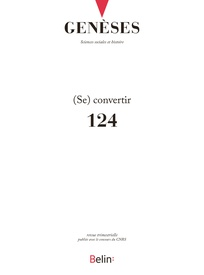 GENÈSES
Sciences sociales et histoire
(Se) convertir
124
revue trimestrielle
publiée avec le concours du CNRS
Belin: